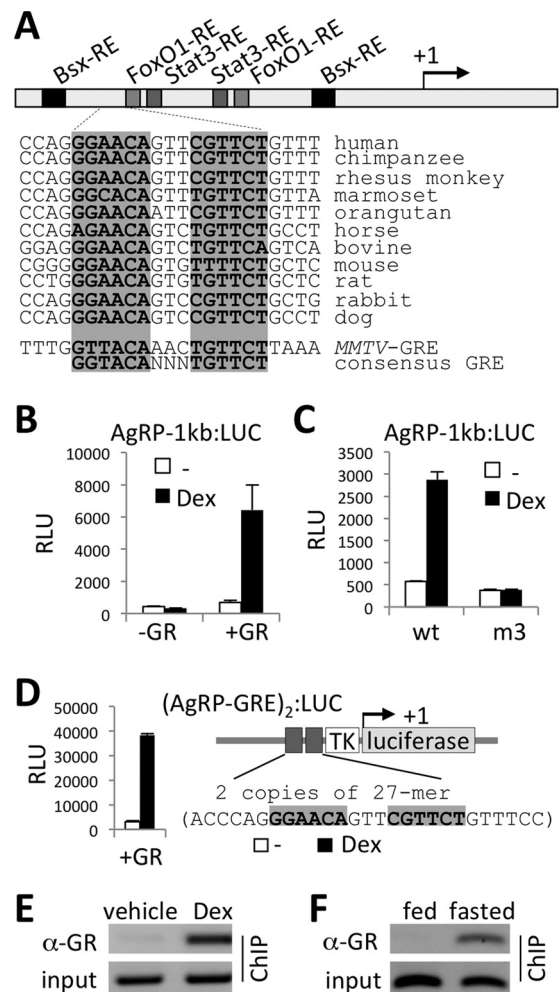 A
Bsx-RE FoxO1-RE Stat3-RE Stat3-RE FoxO1-RE Bsx-RE +1
CCAGGGAACAGTTCGTTCTGTTT human
CCAGGGAACAGTTCGTTCTGTTT chimpanzee
CCAGGGAACAGTTCGTTCTGTTT rhesus monkey
CCAGGGCACAGTTTGTTCTGTTA marmoset
CCAGGGAACAATTCGTTCTGTTT orangutan
CCAGAGAACAGTCCGTTCTGCCT horse
GGAGGGAACAGTCTGTTCAGTCA bovine
CGGGGGAACAGTGTTTTCTGCTC mouse
CCTGGGAACAGTGCGTTCTGCTC rat
CCAGGGAACAGTCCGTTCTGCTG rabbit
CCAGGGAACAGTCCGTTCTGCCT dog
TTTGGTTACAAACTGTTCTTAAA MMTV-GRE
GGTACANNNTGTTCT consensus GRE
B
AgRP-1kb:LUC
-
Dex
RLU
10000
8000
6000
4000
2000
0
-GR +GR
C
AgRP-1kb:LUC
-
Dex
RLU
3500
3000
2500
2000
1500
1000
500
0
wt m3
D
(AgRP-GRE)2:LUC
RLU
50000
40000
30000
20000
10000
0
+GR
+1
TK luciferase
2 copies of 27-mer
(ACCCAGGGAACAGTTCGTTCTGTTTCC)
- Dex
E
vehicle Dex
α-GR
input
ChIP
F
fed fasted
α-GR
input
ChIP